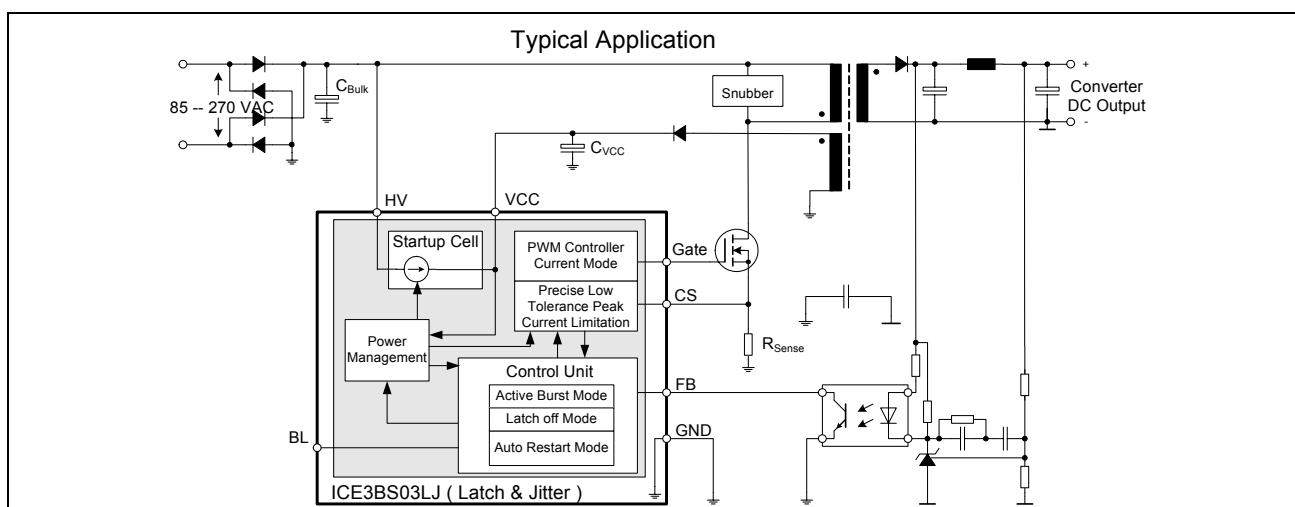 Typical Application
85 -- 270 VAC
CBulk
Snubber
+
Converter
DC Output
-
CVCC
HV
VCC
Startup Cell
PWM Controller
Current Mode
Gate
Precise Low
Tolerance Peak
Current Limitation
CS
Power
Management
RSense
Control Unit
FB
Active Burst Mode
Latch off Mode
Auto Restart Mode
BL
GND
ICE3BS03LJ ( Latch & Jitter )